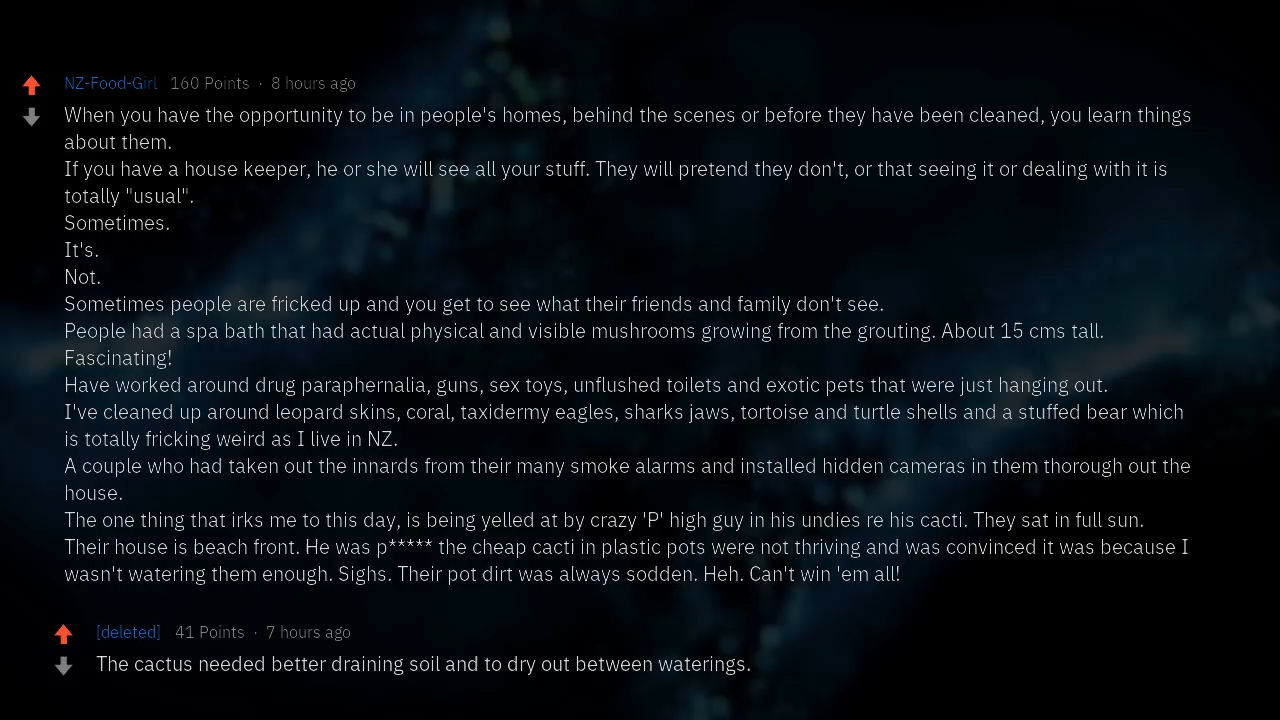 NZ-Food-Girl 160 Points · 8 hours ago
When you have the opportunity to be in people's homes, behind the scenes or before they have been cleaned, you learn things
about them.
If you have a house keeper, he or she will see all your stuff. They will pretend they don't, or that seeing it or dealing with it is
totally "usual".
Sometimes.
It's.
Not.
Sometimes people are fricked up and you get to see what their friends and family don't see.
People had a spa bath that had actual physical and visible mushrooms growing from the grouting. About 15 cms tall.
Fascinating!
Have worked around drug paraphernalia, guns, sex toys, unflushed toilets and exotic pets that were just hanging out.
I've cleaned up around leopard skins, coral, taxidermy eagles, sharks jaws, tortoise and turtle shells and a stuffed bear which
is totally fricking weird as I live in NZ.
A couple who had taken out the innards from their many smoke alarms and installed hidden cameras in them thorough out the
house.
The one thing that irks me to this day, is being yelled at by crazy 'P' high guy in his undies re his cacti. They sat in full sun.
Their house is beach front. He was p***** the cheap cacti in plastic pots were not thriving and was convinced it was because I
wasn't watering them enough. Sighs. Their pot dirt was always sodden. Heh. Can't win 'em all!
[deleted] 41 Points · 7 hours ago
The cactus needed better draining soil and to dry out between waterings.